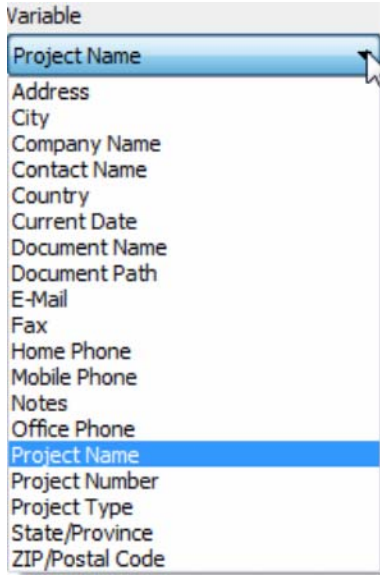 Variable
Project Name
Address
City
Company Name
Contact Name
Country
Current Date
Document Name
Document Path
E-Mail
Fax
Home Phone
Mobile Phone
Notes
Office Phone
Project Name
Project Number
Project Type
State/Province
ZIP/Postal Code